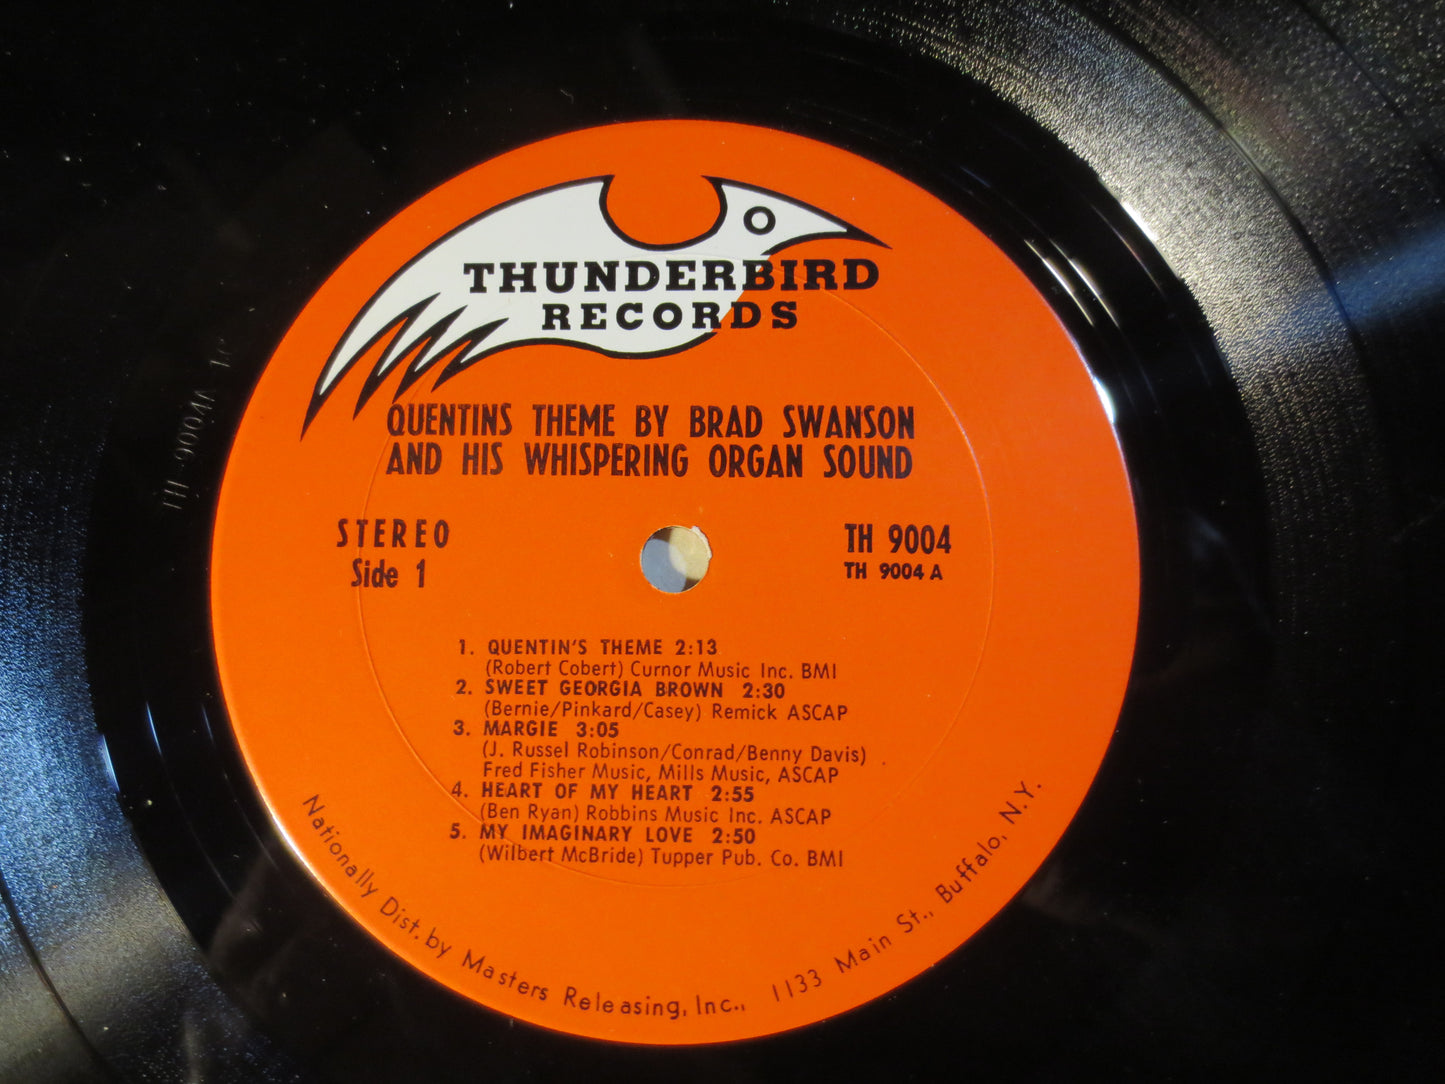 THUNDERBIRD
RECORDS
QUENTINS THEME BY BRAD SWANSON
AND HIS WHISPERING ORGAN SOUND
STEREO
Side 1
TH 9004
TH 9004 A
1. QUENTIN'S THEME 2:13
(Robert Cobert) Curnor Music Inc. BMI
2. SWEET GEORGIA BROWN 2:30
(Bernie/Pinkard/Casey) Remick ASCAP
3. MARGIE 3:05
(J. Russel Robinson/Conrad/Benny Davis)
Fred Fisher Music, Mills Music, ASCAP
4. HEART OF MY HEART 2:55
(Ben Ryan) Robbins Music Inc. ASCAP
5. MY IMAGINARY LOVE 2:50
(Wilbert McBride) Tupper Pub. Co. BMI
Nationally Dist. by Masters Releasing, Inc., 1133 Main St., Buffalo, N.Y.